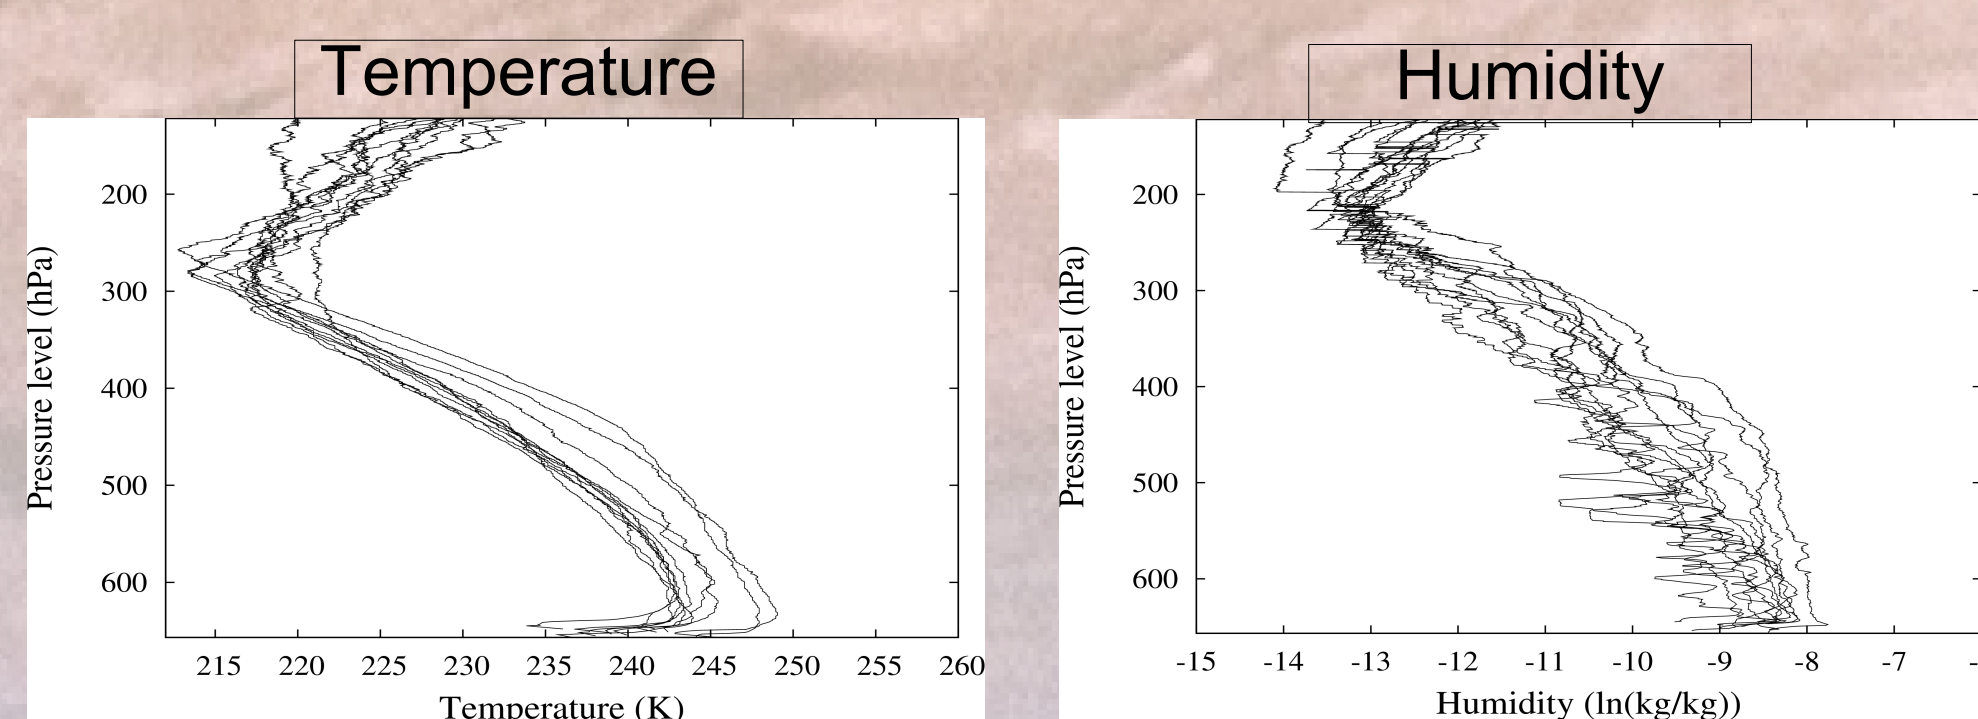 Temperature
Humidity
Pressure level (hPa)
200
300
400
500
600
215 220 225 230 235 240 245 250 255 260
Temperature (K)
Pressure level (hPa)
200
300
400
500
600
-15 -14 -13 -12 -11 -10 -9 -8 -7 -
Humidity (ln(kg/kg))